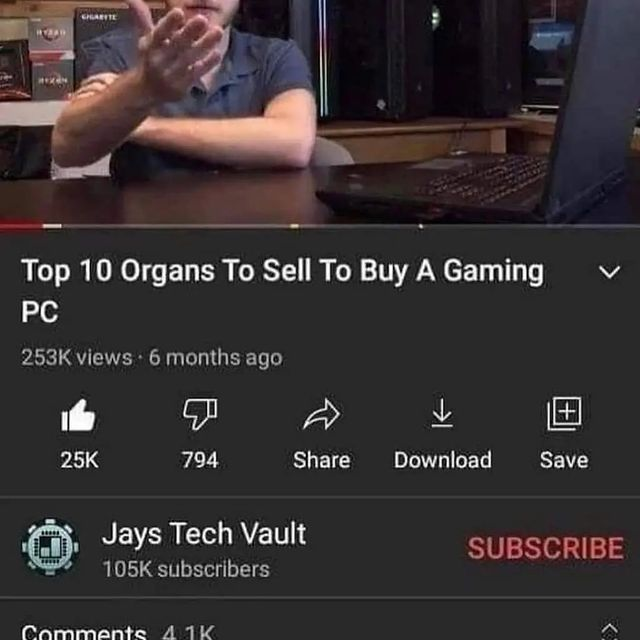 GIGABYTE
RYZEN
RYZEN
Top 10 Organs To Sell To Buy A Gaming
PC
253K views · 6 months ago
25K 794 Share Download Save
Jays Tech Vault
SUBSCRIBE
105K subscribers
Comments 4.1K